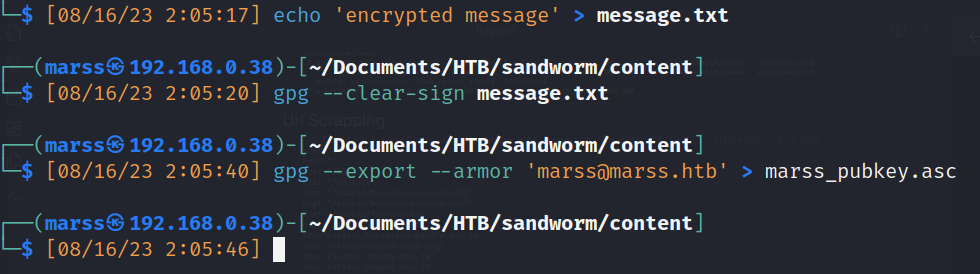 └─$ [08/16/23 2:05:17] echo 'encrypted message' > message.txt
┌──(marss㉿192.168.0.38)-[~/Documents/HTB/sandworm/content]
└─$ [08/16/23 2:05:20] gpg --clear-sign message.txt
┌──(marss㉿192.168.0.38)-[~/Documents/HTB/sandworm/content]
└─$ [08/16/23 2:05:40] gpg --export --armor 'marss@marss.htb' > marss_pubkey.asc
┌──(marss㉿192.168.0.38)-[~/Documents/HTB/sandworm/content]
└─$ [08/16/23 2:05:46]
Url Scrapping